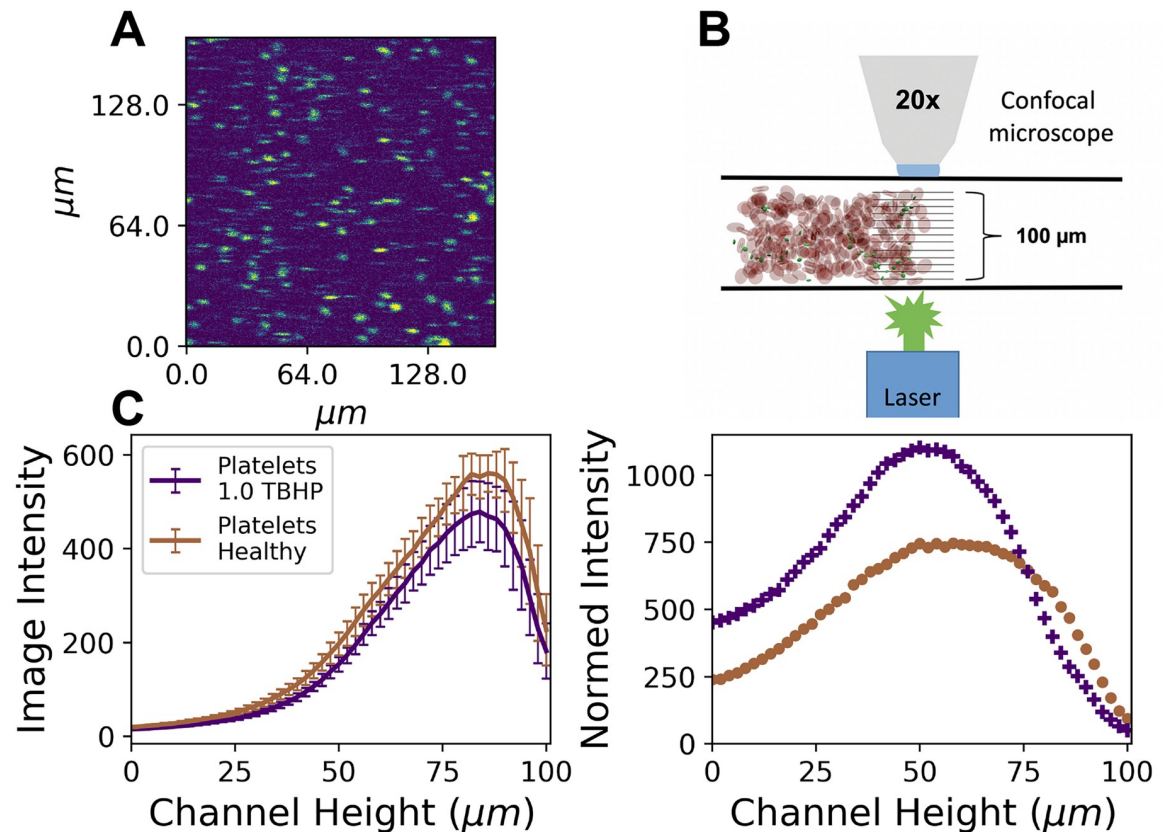 A
128.0
64.0
0.0
μm
0.0 64.0 128.0
μm
B
20x
Confocal
microscope
100 μm
Laser
C
600
400
200
0
Image Intensity
Platelets
1.0 TBHP
Platelets
Healthy
0 25 50 75 100
Channel Height (μm)
1000
750
500
250
0
Normed Intensity
0 25 50 75 100
Channel Height (μm)